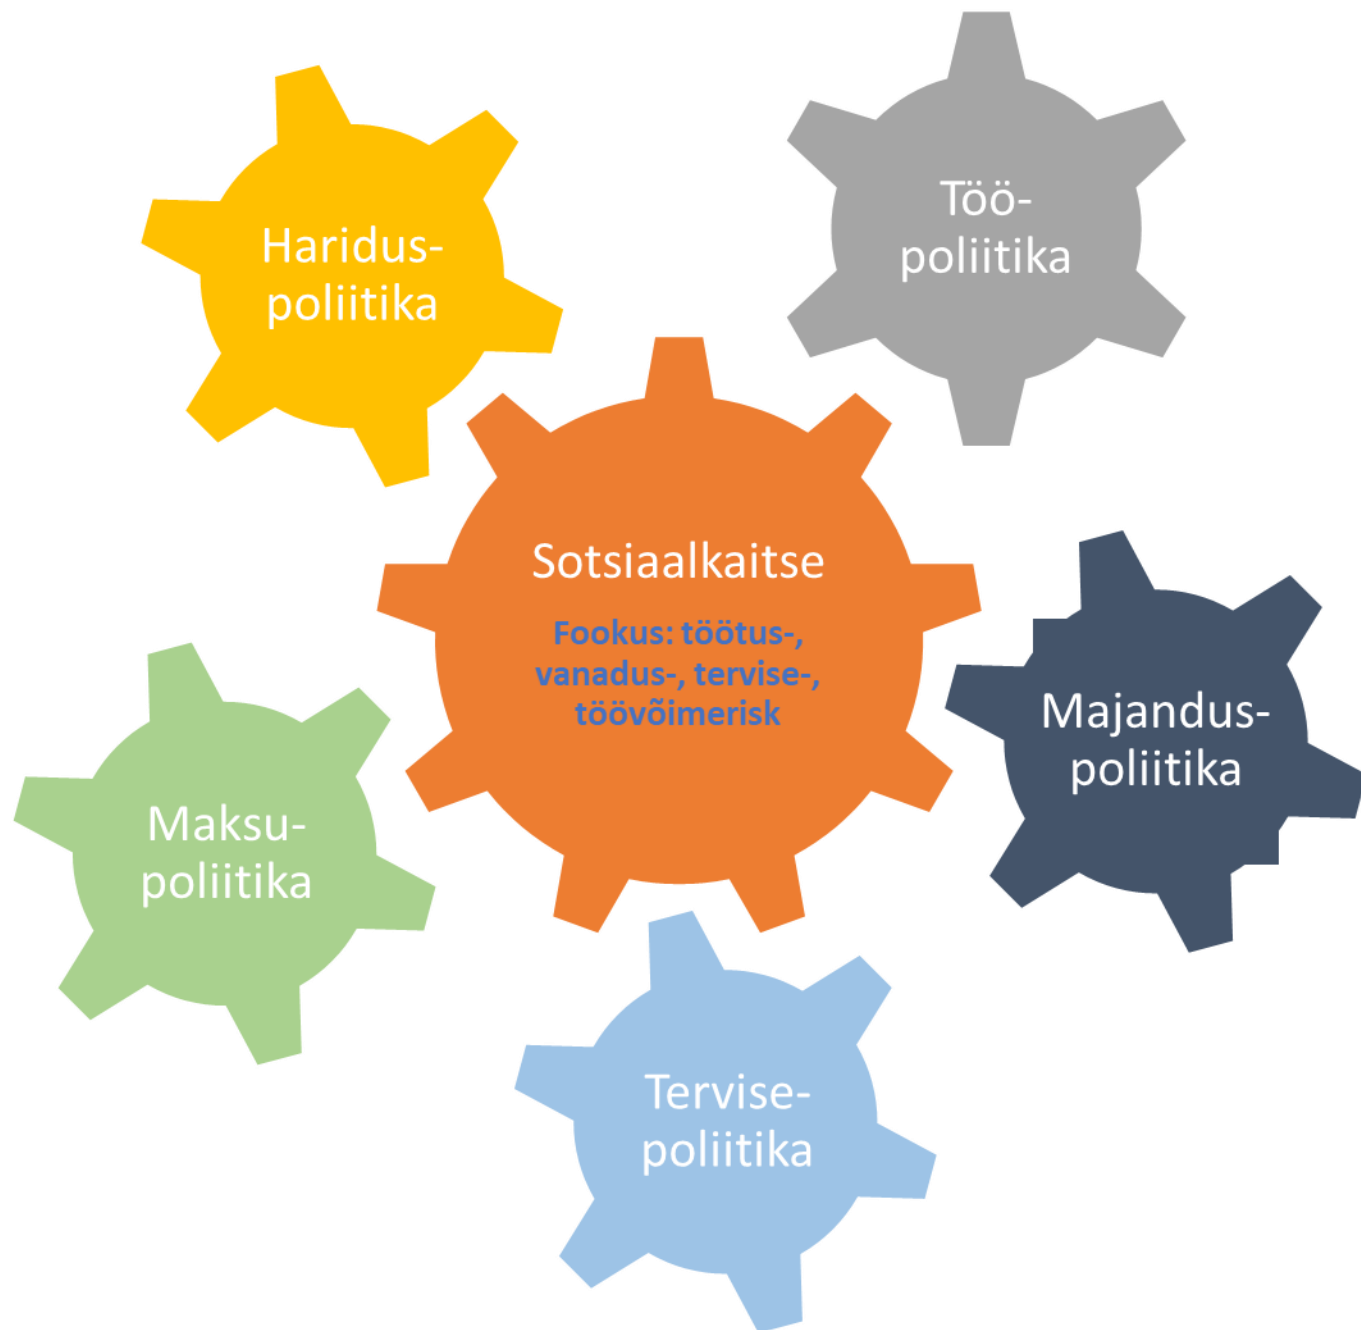 Haridus-
poliitika
Töö-
poliitika
Sotsiaalkaitse
Fookus: töötus-,
vanadus-, tervise-,
töövõimerisk
Majandus-
poliitika
Maksu-
poliitika
Tervise-
poliitika